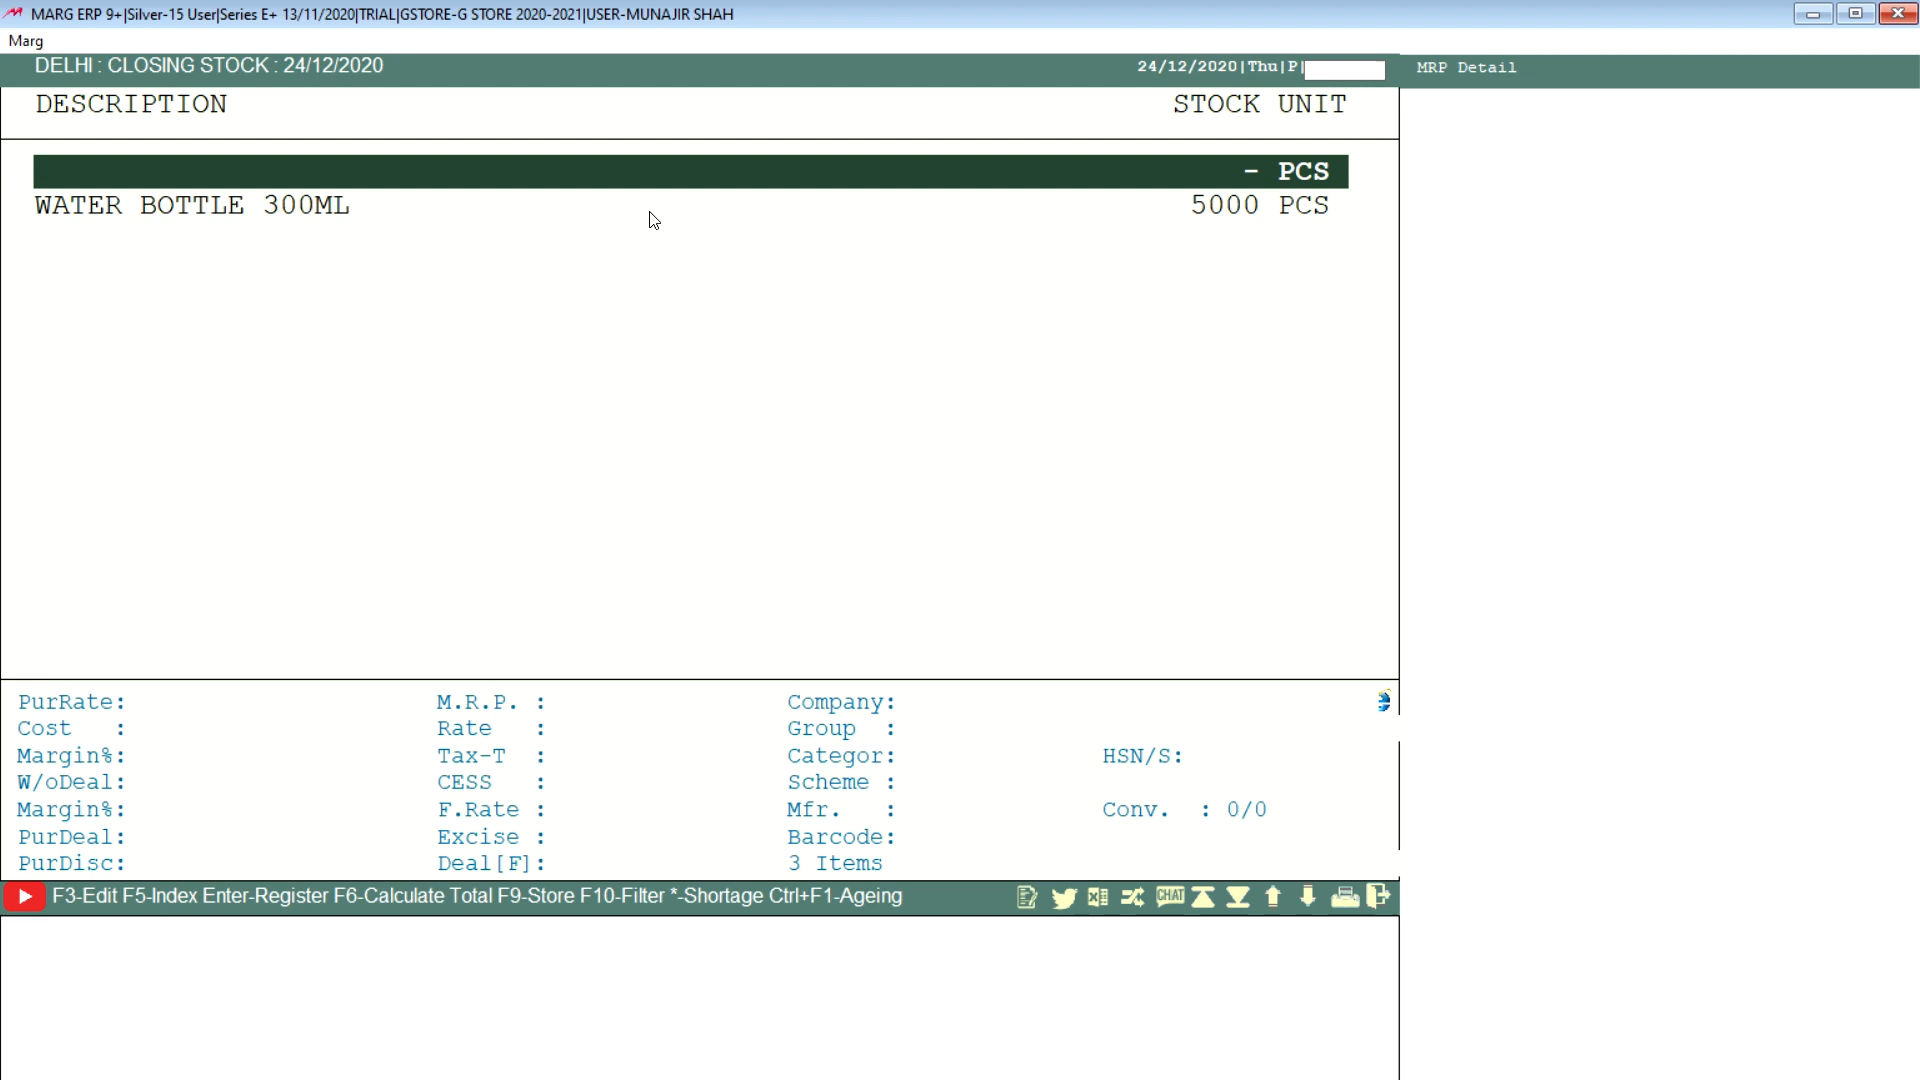 MARG ERP 9+|Silver-15 User|Series E+ 13/11/2020|TRIAL|GSTORE-G STORE 2020-2021|USER-MUNAJIR SHAH
Marg
DELHI : CLOSING STOCK : 24/12/2020 24/12/2020|Thu|P| MRP Detail
DESCRIPTION STOCK UNIT
- PCS
WATER BOTTLE 300ML 5000 PCS
PurRate: M.R.P. : Company:
Cost : Rate : Group :
Margin%: Tax-T : Categor: HSN/S:
W/oDeal: CESS : Scheme :
Margin%: F.Rate : Mfr. : Conv. : 0/0
PurDeal: Excise : Barcode:
PurDisc: Deal[F]: 3 Items
F3-Edit F5-Index Enter-Register F6-Calculate Total F9-Store F10-Filter *-Shortage Ctrl+F1-Ageing CHAT